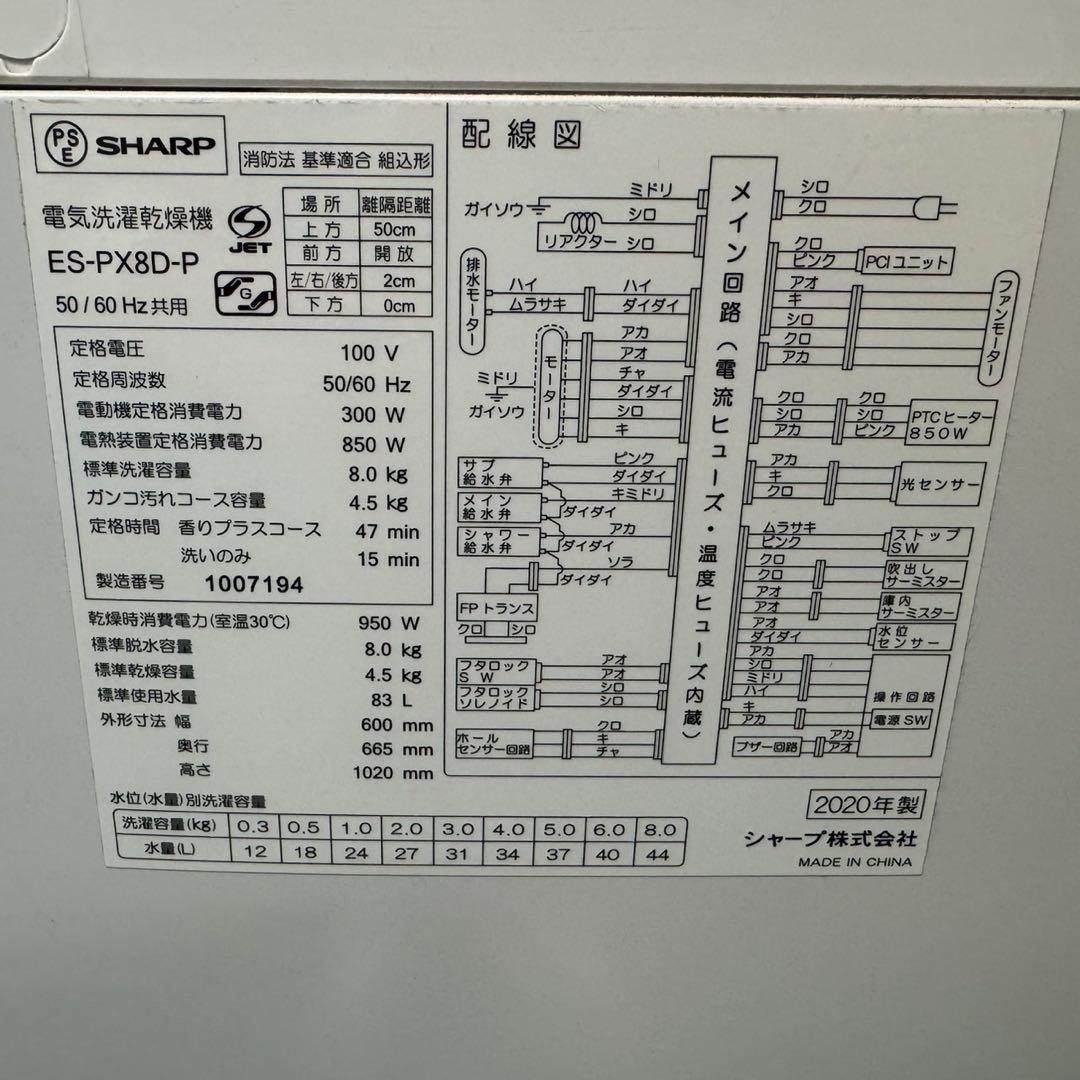 PSE SHARP
消防法 基準適合 組込形
電気洗濯乾燥機
S JET
ES-PX8D-P
G
50/60 Hz共用
場所 離隔距離
上方 50cm
前方 開放
左/右/後方 2cm
下方 0cm
定格電圧 100 V
定格周波数 50/60 Hz
電動機定格消費電力 300 W
電熱装置定格消費電力 850 W
標準洗濯容量 8.0 kg
ガンコ汚れコース容量 4.5 kg
定格時間 香りプラスコース 47 min
洗いのみ 15 min
製造番号 1007194
乾燥時消費電力(室温30℃) 950 W
標準脱水容量 8.0 kg
標準乾燥容量 4.5 kg
標準使用水量 83 L
外形寸法 幅 600 mm
奥行 665 mm
高さ 1020 mm
配線図
メイン回路(電流ヒューズ・温度ヒューズ内蔵)
ミドリ
ガイソウ
シロ
リアクター シロ
排水モーター
ハイ ハイ
ムラサキ ダイダイ
モーター
アカ
アオ
チャ
ダイダイ
シロ
キ
ミドリ
ガイソウ
サブ
給水弁
ピンク
ダイダイ
メイン
給水弁
キミドリ
ダイダイ
シャワー
給水弁
アカ
ダイダイ
ソラ
ダイダイ
FPトランス
クロ シロ
フタロック
SW
アオ
アオ
フタロック
ソレノイド
シロ
シロ
ホール
センサー回路
クロ
キ
チャ
シロ
クロ
クロ
ピンク
PCIユニット
アオ
キ
シロ
クロ
アカ
ファンモーター
クロ クロ
シロ シロ
アカ ピンク
PTCヒーター
850W
アカ
キ
クロ
光センサー
ムラサキ
ピンク
ストップ
SW
クロ
クロ
吹出し
サーミスター
アオ
アオ
庫内
サーミスター
アオ
ダイダイ
水位
センサー
アカ
シロ
ミドリ
ハイ
操作回路
キ
アカ
電源SW
ブザー回路
アカ
アオ
水位(水量)別洗濯容量
洗濯容量(kg) 0.3 0.5 1.0 2.0 3.0 4.0 5.0 6.0 8.0
水量(L) 12 18 24 27 31 34 37 40 44
2020年製
シャープ株式会社
MADE IN CHINA